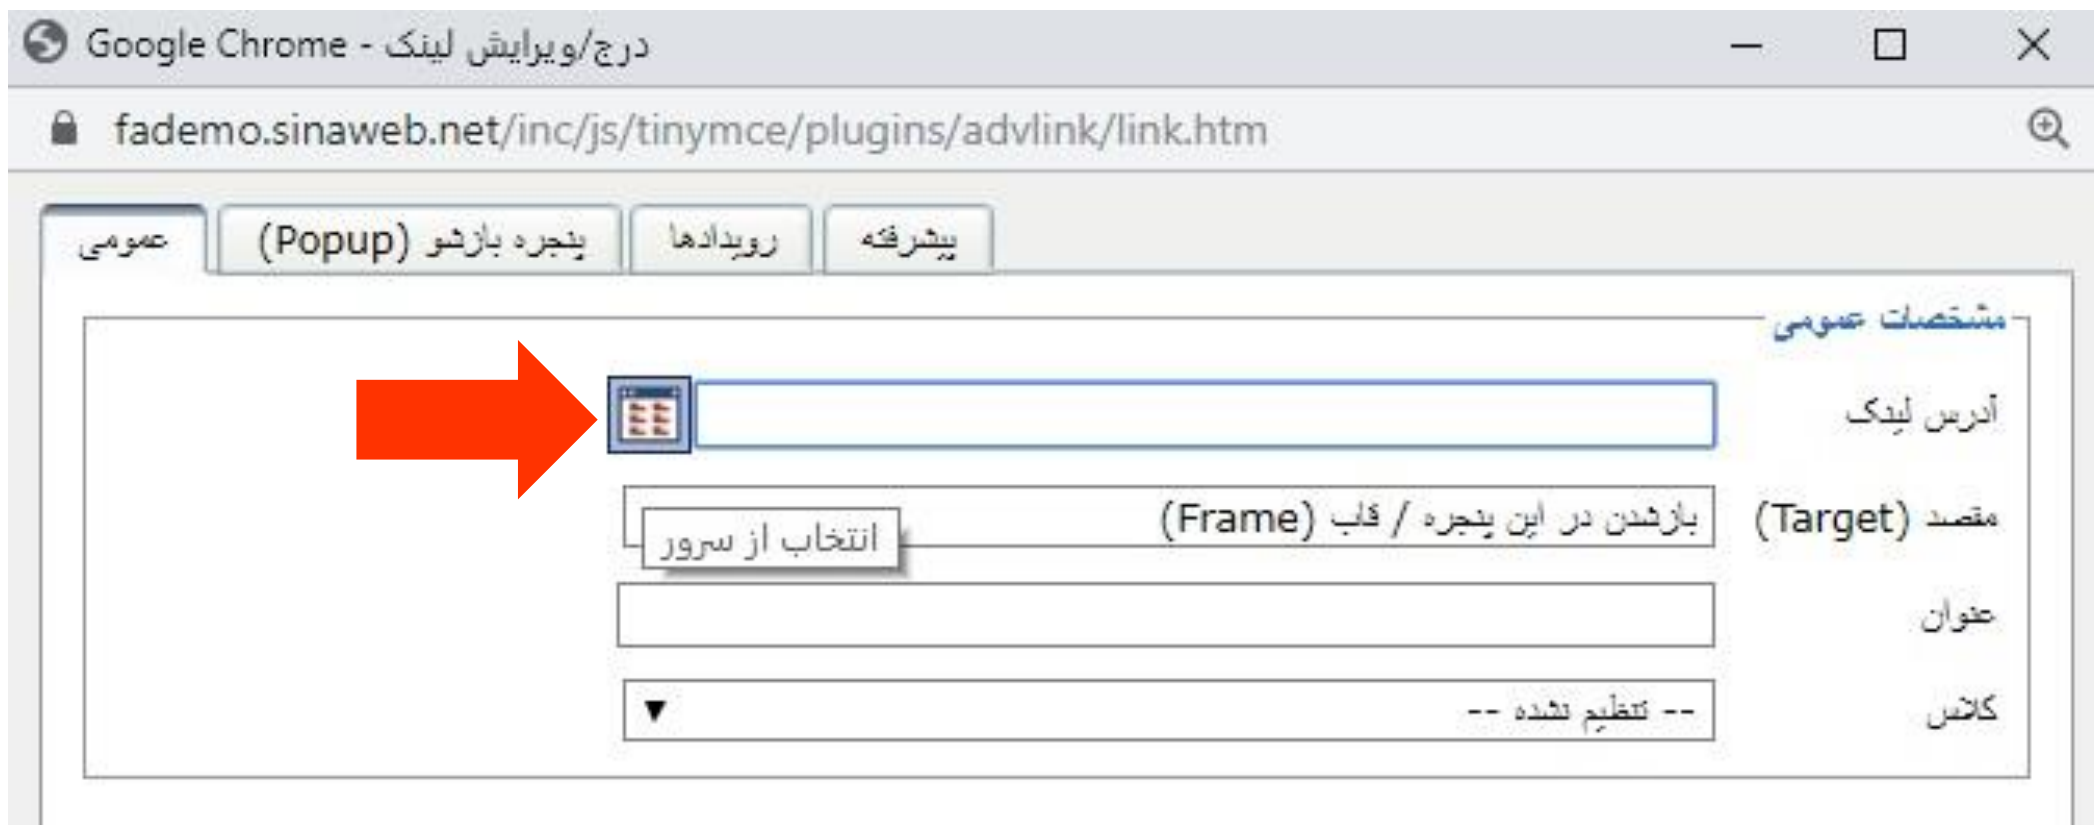 درج/ویرایش لینک - Google Chrome
fademo.sinaweb.net/inc/js/tinymce/plugins/advlink/link.htm
عمومی
پنجره بازشو (Popup)
رویدادها
پیشرفته
مشخصات عمومی
آدرس لینک
مقصد (Target)
بازشدن در این پنجره / قاب (Frame)
انتخاب از سرور
عنوان
کلاس
-- تنظیم نشده --